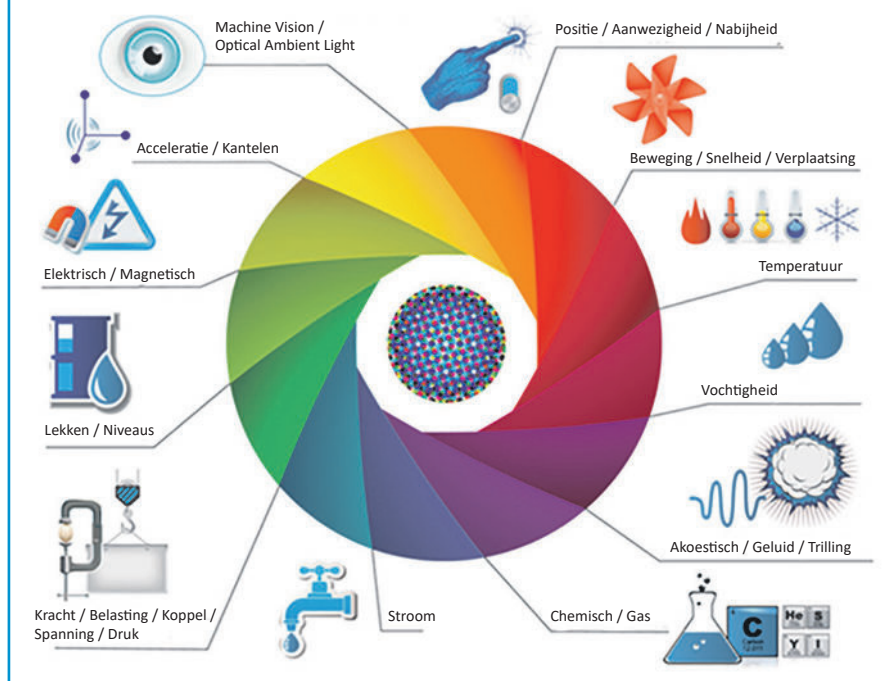 Machine Vision /
Optical Ambient Light
Positie / Aanwezigheid / Nabijheid
Acceleratie / Kantelen
Beweging / Snelheid / Verplaatsing
Elektrisch / Magnetisch
Temperatuur
Vochtigheid
Lekken / Niveaus
Akoestisch / Geluid / Trilling
Kracht / Belasting / Koppel /
Spanning / Druk
Stroom
Chemisch / Gas
C
Carbon
He
S
Y
I